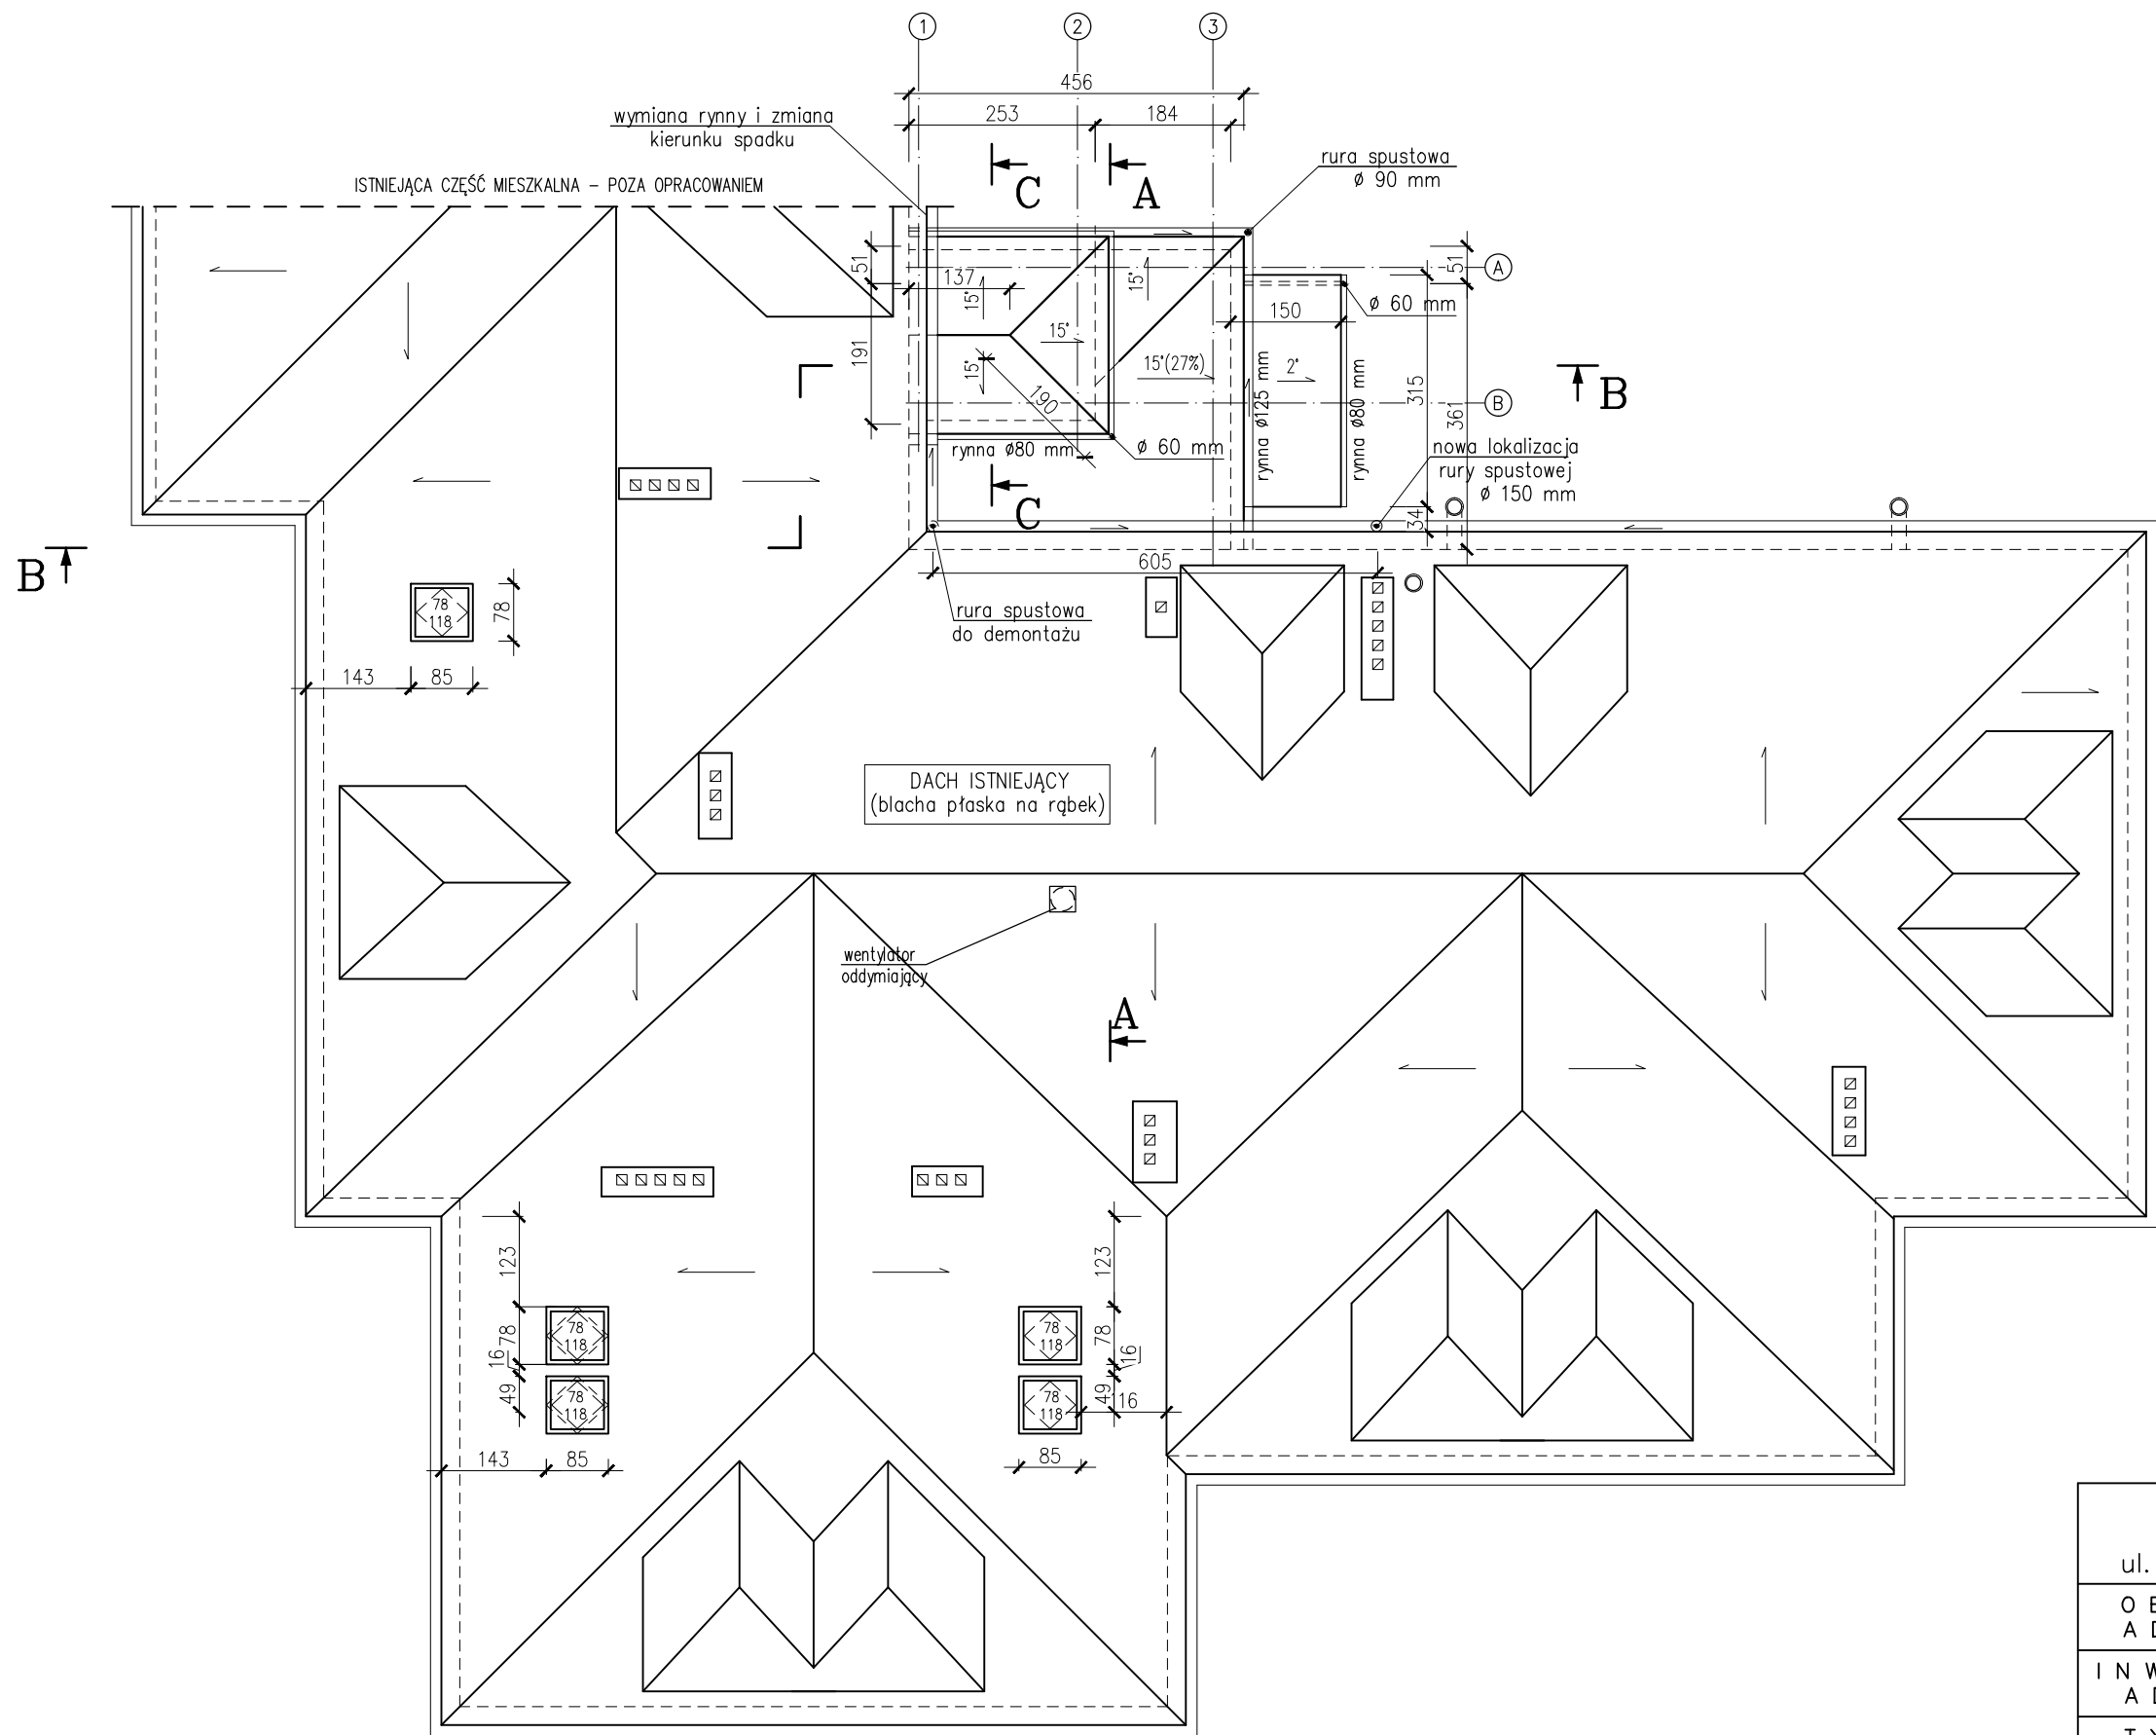 1
2
3
456
253
184
wymiana rynny i zmiana
kierunku spadku
rura spustowa
ø 90 mm
C
A
ISTNIEJĄCA CZĘŚĆ MIESZKALNA – POZA OPRACOWANIEM
51
137
15°
15°
51
A
ø 60 mm
150
15°
191
15°
15°(27%)
2°
190
rynna ø125 mm
rynna ø80 mm
315
361
B
B
rynna ø80 mm
ø 60 mm
nowa lokalizacja
rury spustowej
ø 150 mm
C
34
B
605
78
118
78
rura spustowa
do demontażu
143
85
DACH ISTNIEJĄCY
(blacha płaska na rąbek)
wentylator
oddymiający
A
123
123
78
118
78
78
118
78
16
16
78
118
49
78
118
49
116
143
85
85
ul.
O
A
I N W
A